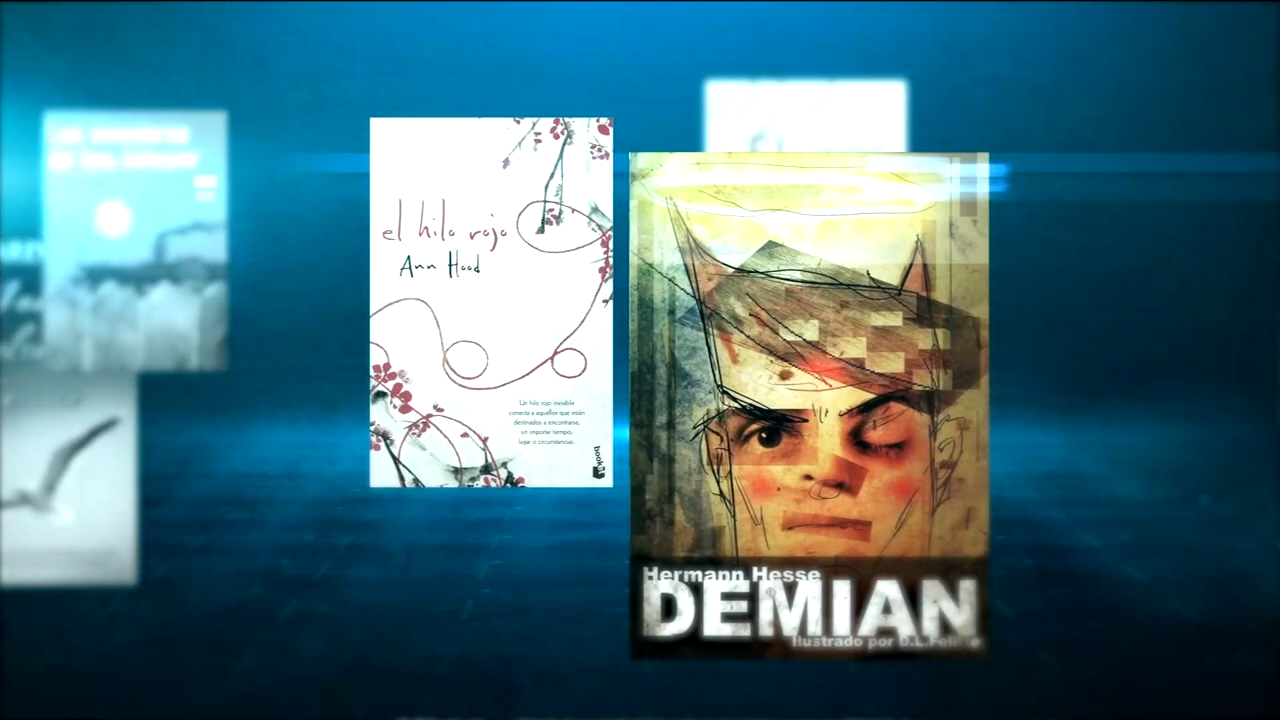 el hilo rojo
Ann Hood
Un hilo rojo invisible
conecta a aquellos que están
destinados a encontrarse,
sin importar tiempo,
lugar o circunstancias.
Hermann Hesse
DEMIAN
Ilustrado por D.L.